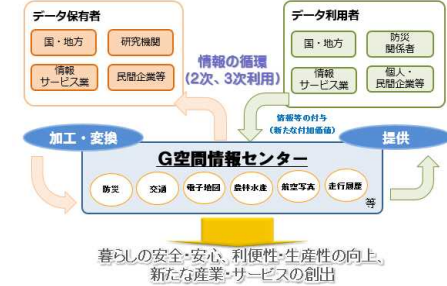 データ保有者
国・地方
研究機関
情報
サービス業
民間企業等
情報の循環
(2次、3次利用)
データ利用者
国・地方
防災
関係者
情報
サービス業
個人・
民間企業等
情報等の付与
(新たな付加価値)
加工・変換
提供
G空間情報センター
防災
交通
電子地図
農林水産
航空写真
走行履歴
等
暮らしの安全・安心、利便性・生産性の向上、
新たな産業・サービスの創出